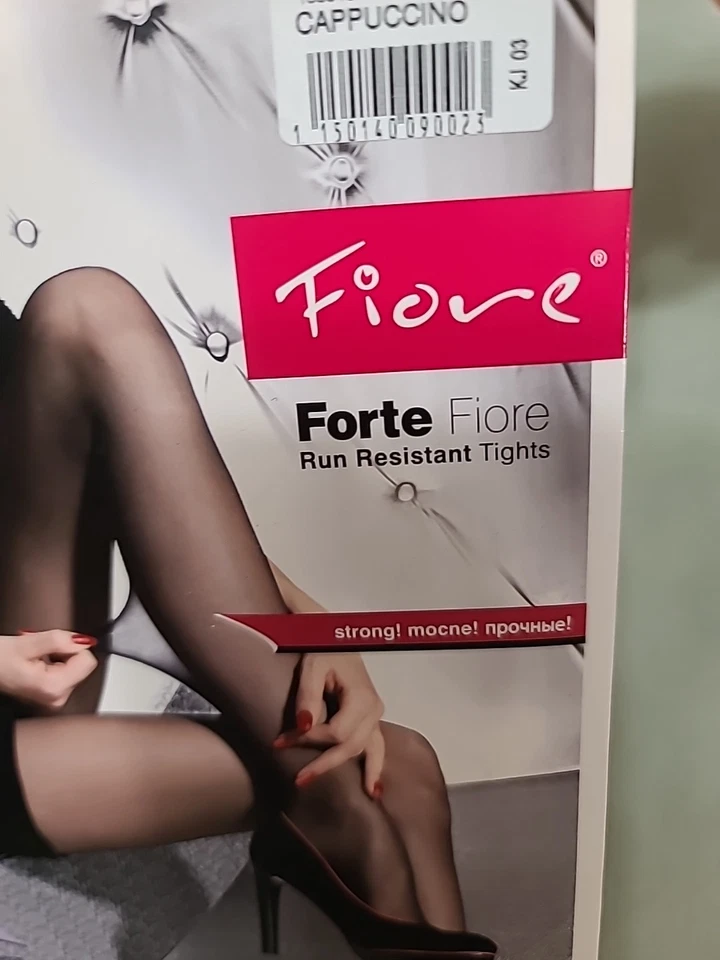 CAPPUCCINO
KJ 03
1 150140 090023
Fiore®
Forte Fiore
Run Resistant Tights
strong! mocne! прочные!